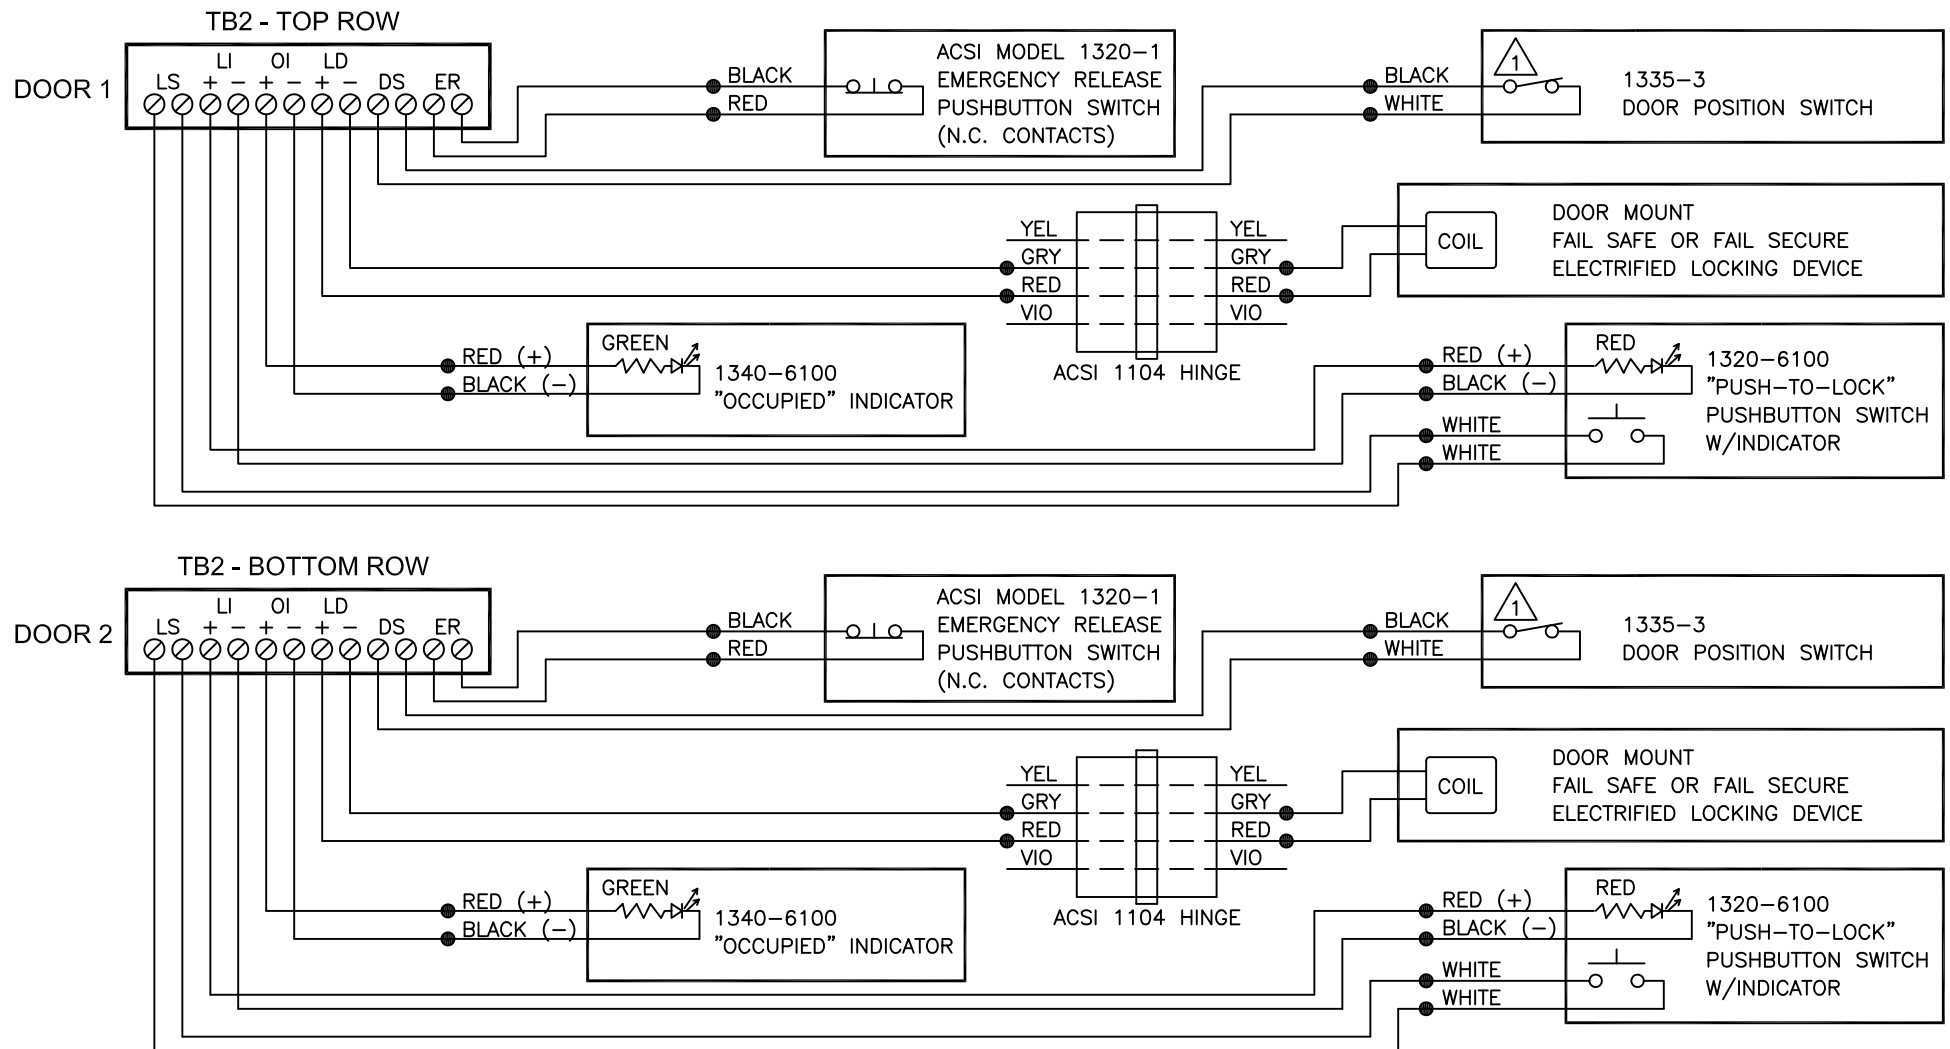 TB2 - TOP ROW
DOOR 1
LI OI LD
LS + − + − + − DS ER
BLACK
RED
ACSI MODEL 1320−1
EMERGENCY RELEASE
PUSHBUTTON SWITCH
(N.C. CONTACTS)
BLACK
WHITE
1
1335−3
DOOR POSITION SWITCH
YEL
GRY
RED
VIO
YEL
GRY
RED
VIO
ACSI 1104 HINGE
COIL
DOOR MOUNT
FAIL SAFE OR FAIL SECURE
ELECTRIFIED LOCKING DEVICE
RED (+)
BLACK (−)
GREEN
1340−6100
"OCCUPIED" INDICATOR
RED (+)
BLACK (−)
WHITE
WHITE
RED
1320−6100
"PUSH−TO−LOCK"
PUSHBUTTON SWITCH
W/INDICATOR
TB2 - BOTTOM ROW
DOOR 2
LI OI LD
LS + − + − + − DS ER
BLACK
RED
ACSI MODEL 1320−1
EMERGENCY RELEASE
PUSHBUTTON SWITCH
(N.C. CONTACTS)
BLACK
WHITE
1
1335−3
DOOR POSITION SWITCH
YEL
GRY
RED
VIO
YEL
GRY
RED
VIO
ACSI 1104 HINGE
COIL
DOOR MOUNT
FAIL SAFE OR FAIL SECURE
ELECTRIFIED LOCKING DEVICE
RED (+)
BLACK (−)
GREEN
1340−6100
"OCCUPIED" INDICATOR
RED (+)
BLACK (−)
WHITE
WHITE
RED
1320−6100
"PUSH−TO−LOCK"
PUSHBUTTON SWITCH
W/INDICATOR